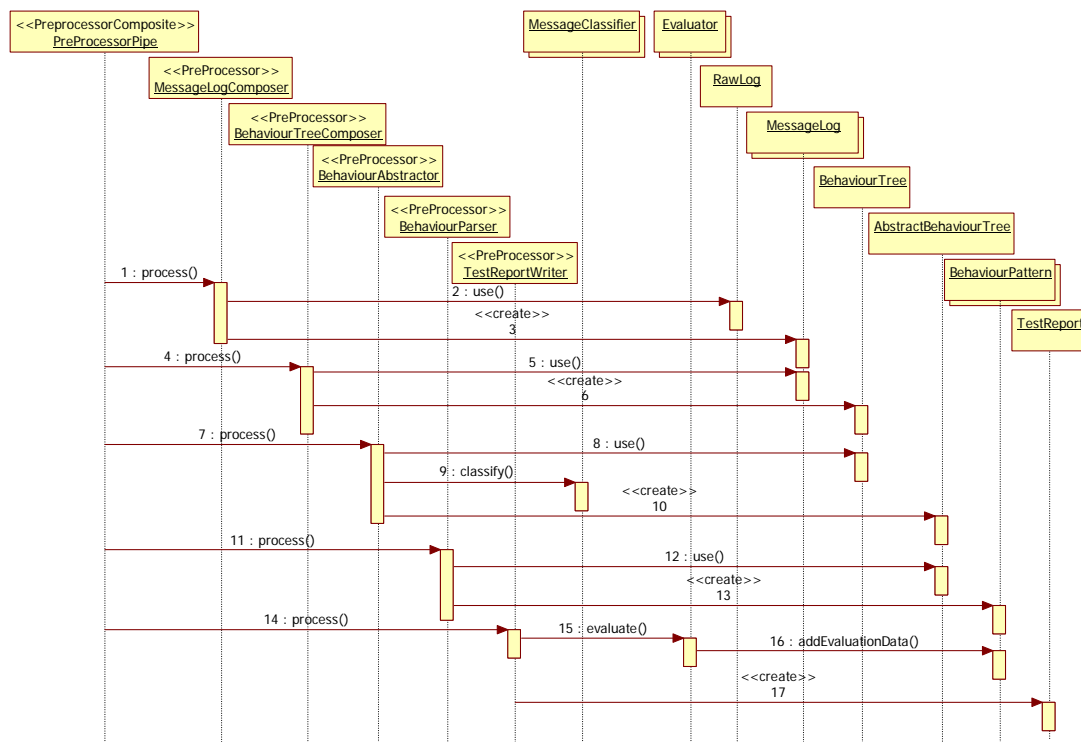 <<PreprocessorComposite>>
PreProcessorPipe
MessageClassifier
Evaluator
<<PreProcessor>>
MessageLogComposer
RawLog
<<PreProcessor>>
BehaviourTreeComposer
MessageLog
<<PreProcessor>>
BehaviourAbstractor
BehaviourTree
<<PreProcessor>>
BehaviourParser
AbstractBehaviourTree
<<PreProcessor>>
TestReportWriter
BehaviourPattern
TestReport
1 : process()
2 : use()
<<create>>
3
4 : process()
5 : use()
<<create>>
6
7 : process()
8 : use()
9 : classify()
<<create>>
10
11 : process()
12 : use()
<<create>>
13
14 : process()
15 : evaluate()
16 : addEvaluationData()
<<create>>
17